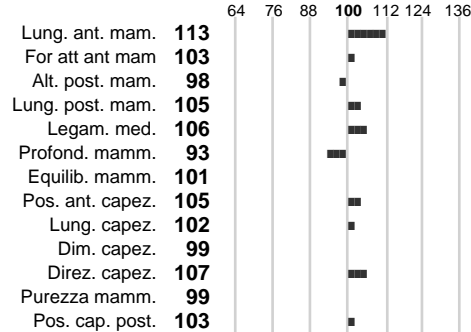 64 76 88 100 112 124 136
Lung. ant. mam. 113
For att ant mam 103
Alt. post. mam. 98
Lung. post. mam. 105
Legam. med. 106
Profond. mamm. 93
Equilib. mamm. 101
Pos. ant. capez. 105
Lung. capez. 102
Dim. capez. 99
Direz. capez. 107
Purezza mamm. 99
Pos. cap. post. 103